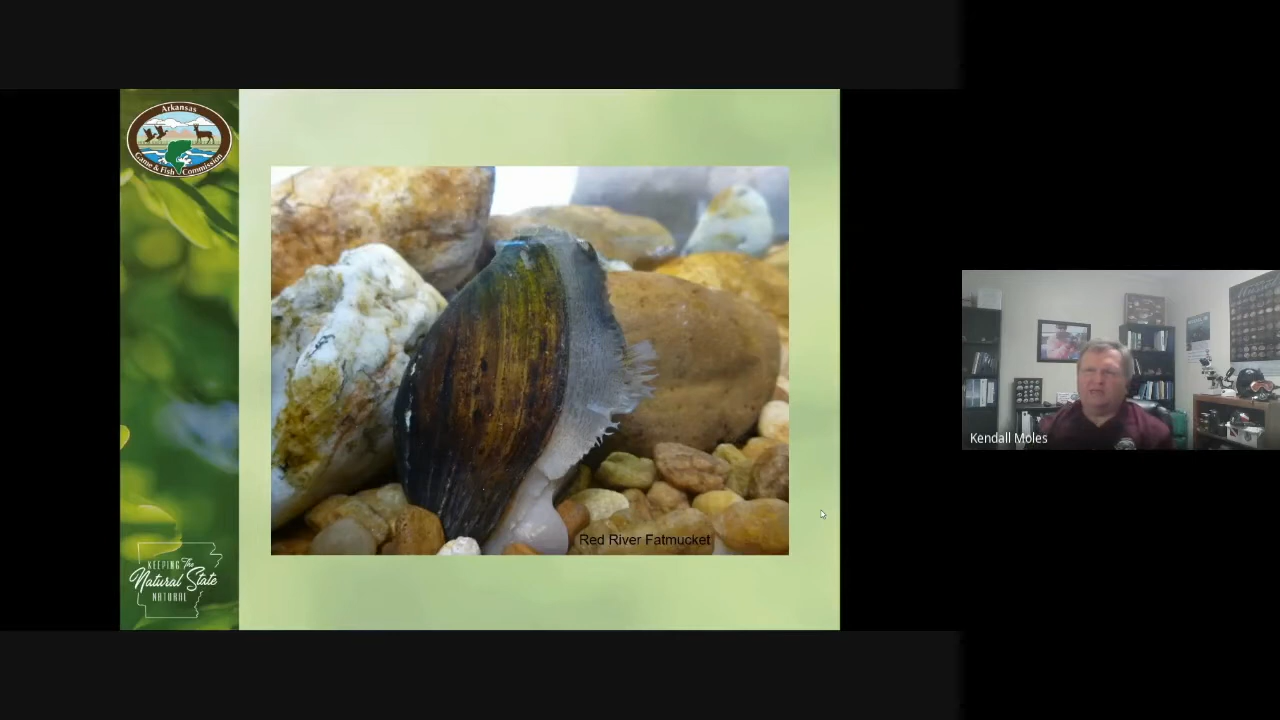 Arkansas
Game & Fish Commission
Red River Fatmucket
KEEPING The
Natural State
NATURAL
Kendall Moles